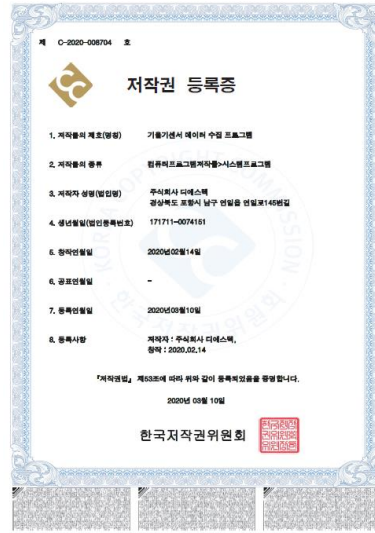 제 C-2020-008704 호
저작권 등록증
1. 저작물의 제호(명칭) 기울기센서 데이터 수집 프로그램
2. 저작물의 종류 컴퓨터프로그램저작물>시스템프로그램
3. 저작자 성명(법인명) 주식회사 디에스텍
경상북도 포항시 남구 연일읍 연일로145번길
4. 생년월일(법인등록번호) 171711-0074151
5. 창작연월일 2020년02월14일
6. 공표연월일 -
7. 등록연월일 2020년03월10일
8. 등록사항 저작자 : 주식회사 디에스텍,
창작 : 2020.02.14
『저작권법』 제53조에 따라 위와 같이 등록되었음을 증명합니다.
2020년 03월 10일
한국저작권위원회